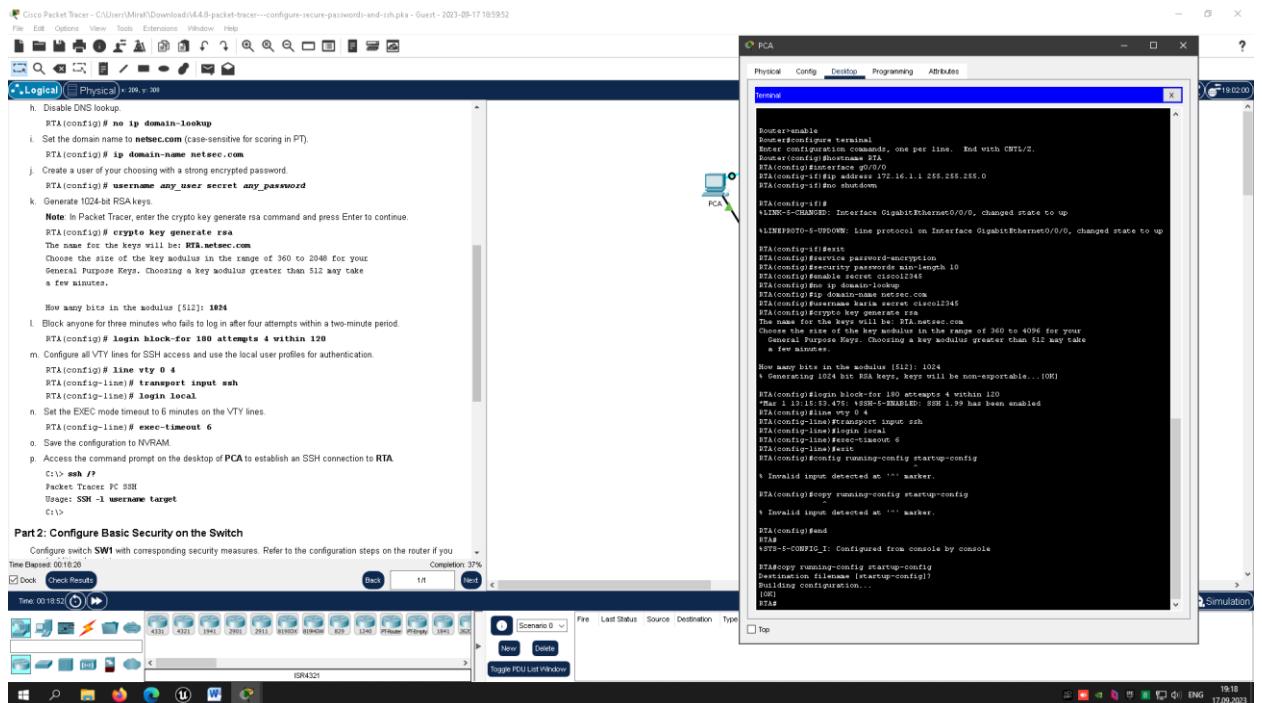 Cisco Packet Tracer - C:\Users\MiraK\Downloads\4.4.8-packet-tracer---configure-secure-passwords-and-ssh.pka - Guest - 2023-09-17 18:59:52
File Edit Options View Tools Extensions Window Help
Logical Physical x: 209, y: 308
19:02:00
h. Disable DNS lookup.
RTA(config)# no ip domain-lookup
i. Set the domain name to netsec.com (case-sensitive for scoring in PT).
RTA(config)# ip domain-name netsec.com
j. Create a user of your choosing with a strong encrypted password.
RTA(config)# username any_user secret any_password
k. Generate 1024-bit RSA keys.
Note: In Packet Tracer, enter the crypto key generate rsa command and press Enter to continue.
RTA(config)# crypto key generate rsa
The name for the keys will be: RTA.netsec.com
Choose the size of the key modulus in the range of 360 to 2048 for your
General Purpose Keys. Choosing a key modulus greater than 512 may take
a few minutes.
How many bits in the modulus [512]: 1024
l. Block anyone for three minutes who fails to log in after four attempts within a two-minute period.
RTA(config)# login block-for 180 attempts 4 within 120
m. Configure all VTY lines for SSH access and use the local user profiles for authentication.
RTA(config)# line vty 0 4
RTA(config-line)# transport input ssh
RTA(config-line)# login local
n. Set the EXEC mode timeout to 6 minutes on the VTY lines.
RTA(config-line)# exec-timeout 6
o. Save the configuration to NVRAM.
p. Access the command prompt on the desktop of PCA to establish an SSH connection to RTA.
C:\> ssh /?
Packet Tracer PC SSH
Usage: SSH -l username target
C:\>
Part 2: Configure Basic Security on the Switch
Configure switch SW1 with corresponding security measures. Refer to the configuration steps on the router if you
Time Elapsed: 00:18:28 Completion: 37%
Dock Check Results Back 1/1 Next
PCA
PCA
Physical Config Desktop Programming Attributes
Terminal X
Router>enable
Router#configure terminal
Enter configuration commands, one per line. End with CNTL/Z.
Router(config)#hostname RTA
RTA(config)#interface g0/0/0
RTA(config-if)#ip address 172.16.1.1 255.255.255.0
RTA(config-if)#no shutdown
RTA(config-if)#
%LINK-5-CHANGED: Interface GigabitEthernet0/0/0, changed state to up
%LINEPROTO-5-UPDOWN: Line protocol on Interface GigabitEthernet0/0/0, changed state to up
RTA(config-if)#exit
RTA(config)#service password-encryption
RTA(config)#security passwords min-length 10
RTA(config)#enable secret cisco12345
RTA(config)#no ip domain-lookup
RTA(config)#ip domain-name netsec.com
RTA(config)#username karim secret cisco12345
RTA(config)#crypto key generate rsa
The name for the keys will be: RTA.netsec.com
Choose the size of the key modulus in the range of 360 to 4096 for your
General Purpose Keys. Choosing a key modulus greater than 512 may take
a few minutes.
How many bits in the modulus [512]: 1024
% Generating 1024 bit RSA keys, keys will be non-exportable...[OK]
RTA(config)#login block-for 180 attempts 4 within 120
*Mar 1 13:15:53.475: %SSH-5-ENABLED: SSH 1.99 has been enabled
RTA(config)#line vty 0 4
RTA(config-line)#transport input ssh
RTA(config-line)#login local
RTA(config-line)#exec-timeout 6
RTA(config-line)#exit
RTA(config)#config running-config startup-config
^
% Invalid input detected at '^' marker.
RTA(config)#copy running-config startup-config
^
% Invalid input detected at '^' marker.
RTA(config)#end
RTA#
%SYS-5-CONFIG_I: Configured from console by console
RTA#copy running-config startup-config
Destination filename [startup-config]?
Building configuration...
[OK]
RTA#
Top
Time: 00:18:52 Simulation
4331 4321 1941 2901 2911 819IOX 819HGW 829 1240 PT-Router PT-Empty 1841
ISR4321
Scenario 0
New Delete
Toggle PDU List Window
Fire Last Status Source Destination Type
ENG 19:18
17.09.2023